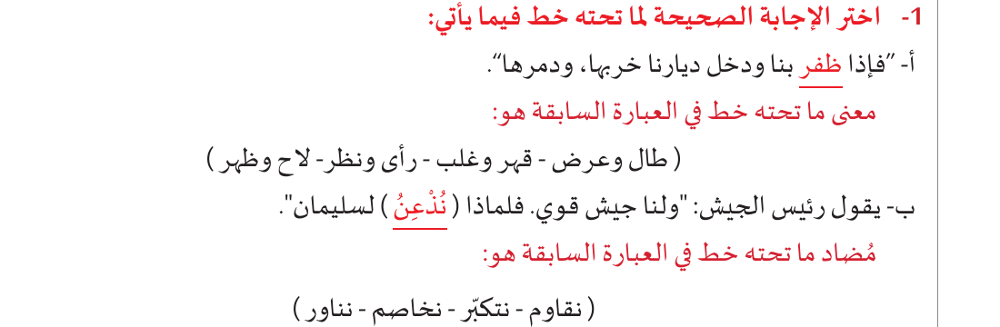 1- اختر الإجابة الصحيحة لما تحته خط فيما يأتي:
أ- ”فإذا ظفر بنا ودخل ديارنا خربها، ودمرها“.
معنى ما تحته خط في العبارة السابقة هو:
( طال وعرض - قهر وغلب - رأى ونظر- لاح وظهر )
ب- يقول رئيس الجيش: "ولنا جيش قوي. فلماذا ( نُذْعِنُ ) لسليمان".
مُضاد ما تحته خط في العبارة السابقة هو:
( نقاوم - نتكبّر - نخاصم - نناور )